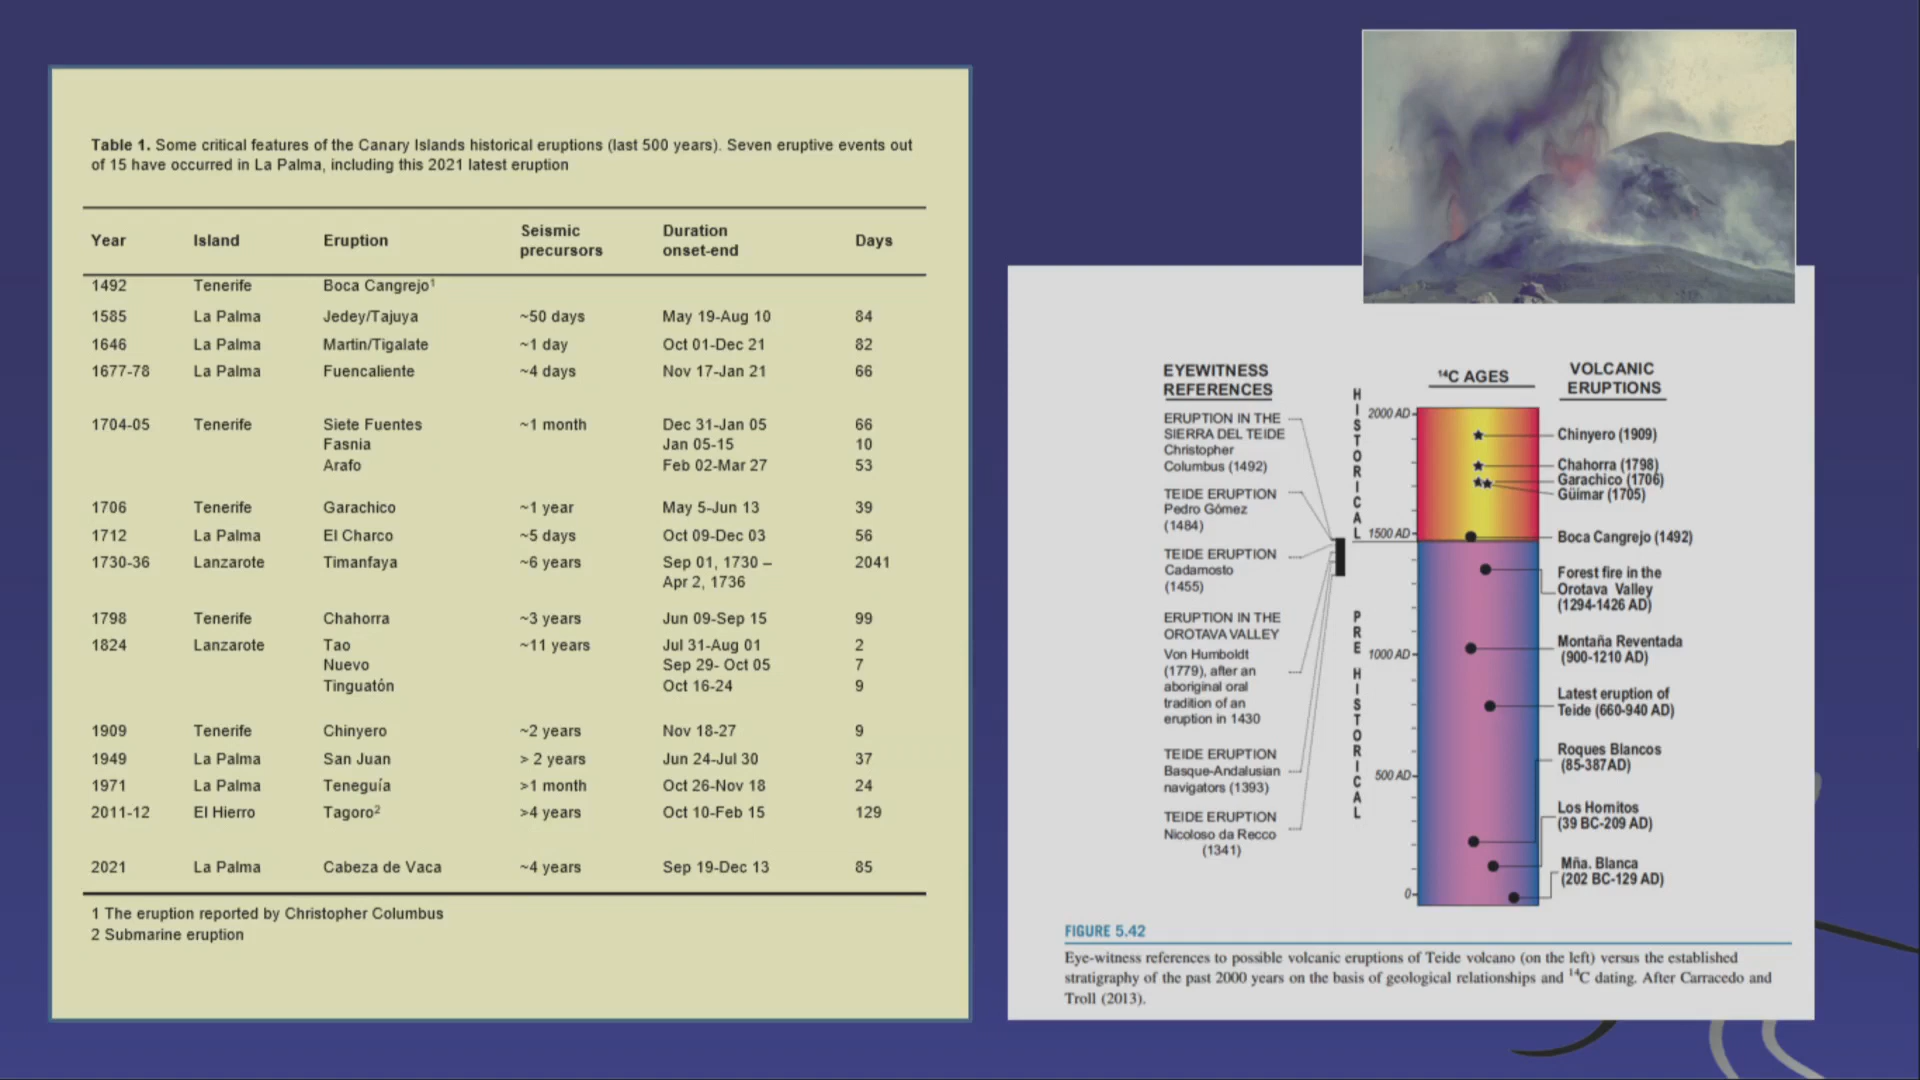 Table 1. Some critical features of the Canary Islands historical eruptions (last 500 years). Seven eruptive events out
of 15 have occurred in La Palma, including this 2021 latest eruption
Year Island Eruption Seismic precursors Duration onset-end Days
1492 Tenerife Boca Cangrejo¹
1585 La Palma Jedey/Tajuya ~50 days May 19-Aug 10 84
1646 La Palma Martin/Tigalate ~1 day Oct 01-Dec 21 82
1677-78 La Palma Fuencaliente ~4 days Nov 17-Jan 21 66
1704-05 Tenerife Siete Fuentes ~1 month Dec 31-Jan 05 66
Fasnia Jan 05-15 10
Arafo Feb 02-Mar 27 53
1706 Tenerife Garachico ~1 year May 5-Jun 13 39
1712 La Palma El Charco ~5 days Oct 09-Dec 03 56
1730-36 Lanzarote Timanfaya ~6 years Sep 01, 1730 – 2041
Apr 2, 1736
1798 Tenerife Chahorra ~3 years Jun 09-Sep 15 99
1824 Lanzarote Tao ~11 years Jul 31-Aug 01 2
Nuevo Sep 29- Oct 05 7
Tinguatón Oct 16-24 9
1909 Tenerife Chinyero ~2 years Nov 18-27 9
1949 La Palma San Juan > 2 years Jun 24-Jul 30 37
1971 La Palma Teneguía >1 month Oct 26-Nov 18 24
2011-12 El Hierro Tagoro² >4 years Oct 10-Feb 15 129
2021 La Palma Cabeza de Vaca ~4 years Sep 19-Dec 13 85
1 The eruption reported by Christopher Columbus
2 Submarine eruption
EYEWITNESS
REFERENCES
ERUPTION IN THE
SIERRA DEL TEIDE
Christopher
Columbus (1492)
TEIDE ERUPTION
Pedro Gómez
(1484)
TEIDE ERUPTION
Cadamosto
(1455)
ERUPTION IN THE
OROTAVA VALLEY
Von Humboldt
(1779), after an
aboriginal oral
tradition of an
eruption in 1430
TEIDE ERUPTION
Basque-Andalusian
navigators (1393)
TEIDE ERUPTION
Nicoloso da Recco
(1341)
HISTORICAL
PRE HISTORICAL
¹⁴C AGES
2000 AD
1500 AD
1000 AD
500 AD
0
VOLCANIC
ERUPTIONS
Chinyero (1909)
Chahorra (1798)
Garachico (1706)
Güímar (1705)
Boca Cangrejo (1492)
Forest fire in the
Orotava Valley
(1294-1426 AD)
Montaña Reventada
(900-1210 AD)
Latest eruption of
Teide (660-940 AD)
Roques Blancos
(85-387AD)
Los Hornitos
(39 BC-209 AD)
Mña. Blanca
(202 BC-129 AD)
FIGURE 5.42
Eye-witness references to possible volcanic eruptions of Teide volcano (on the left) versus the established
stratigraphy of the past 2000 years on the basis of geological relationships and ¹⁴C dating. After Carracedo and
Troll (2013).